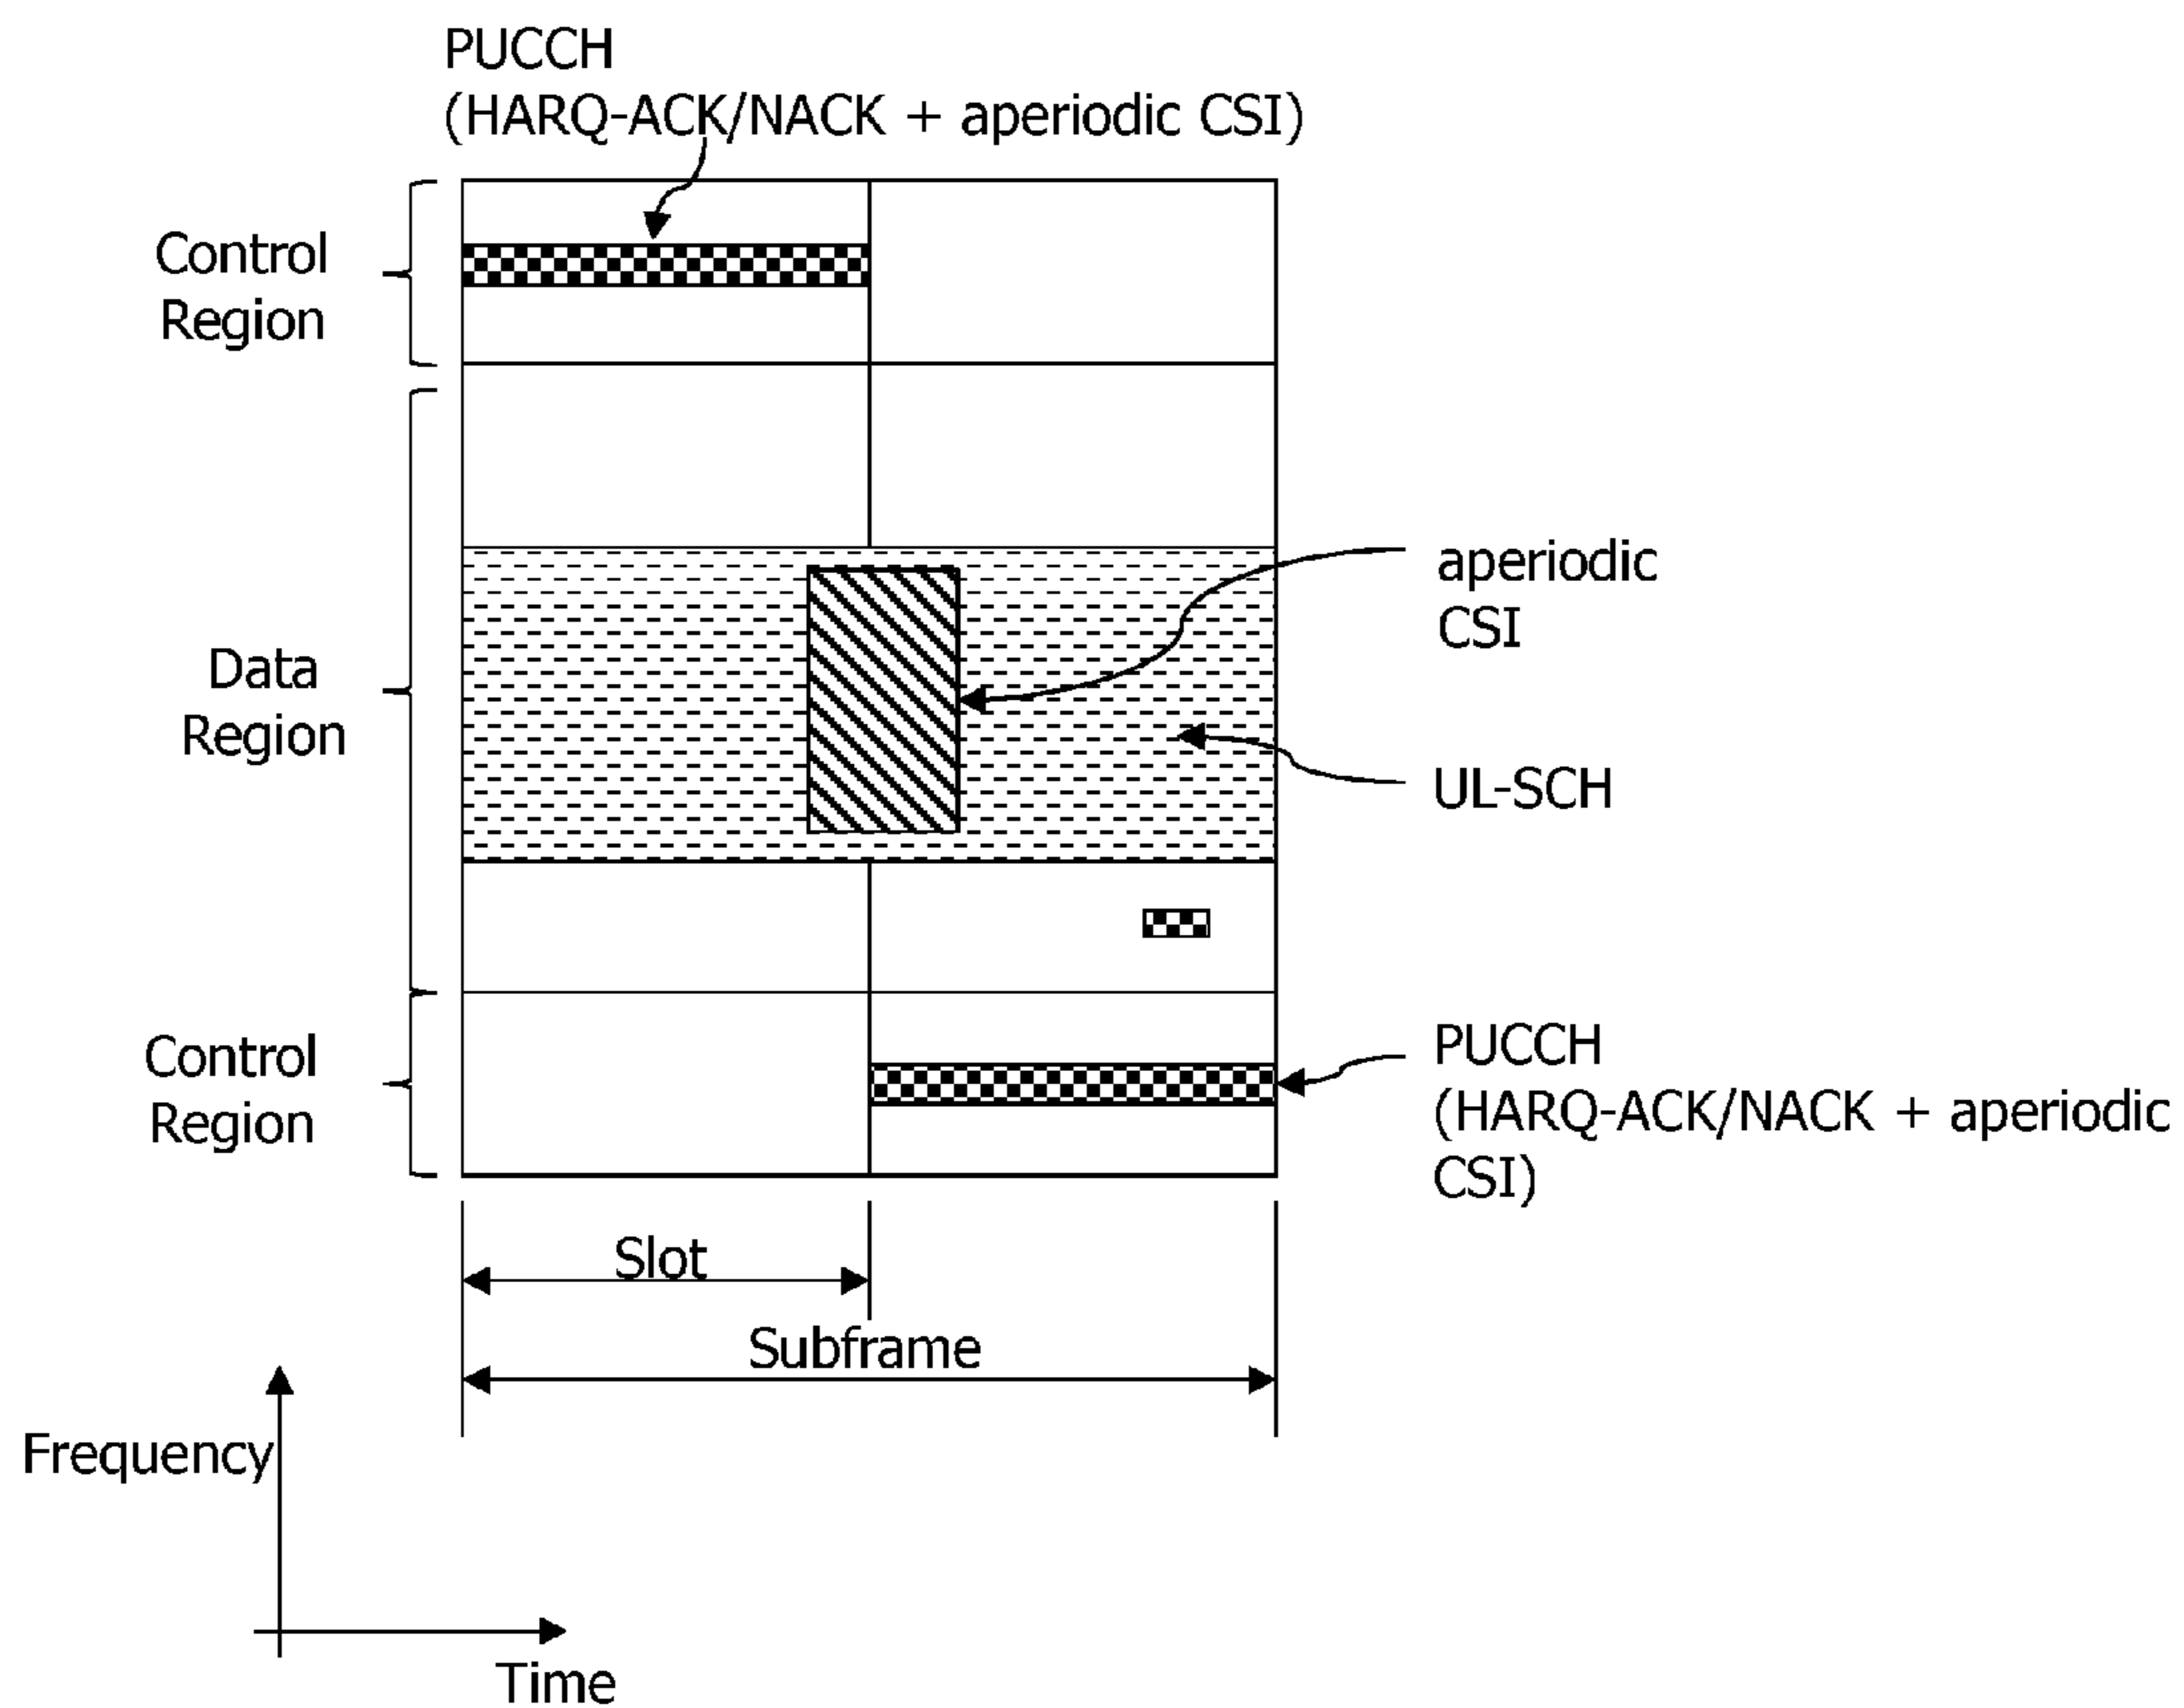 PUCCH
(HARQ-ACK/NACK + aperiodic CSI)
Control
Region
aperiodic
CSI
Data
Region
UL-SCH
Control
Region
PUCCH
(HARQ-ACK/NACK + aperiodic
CSI)
Slot
Subframe
Frequency
Time